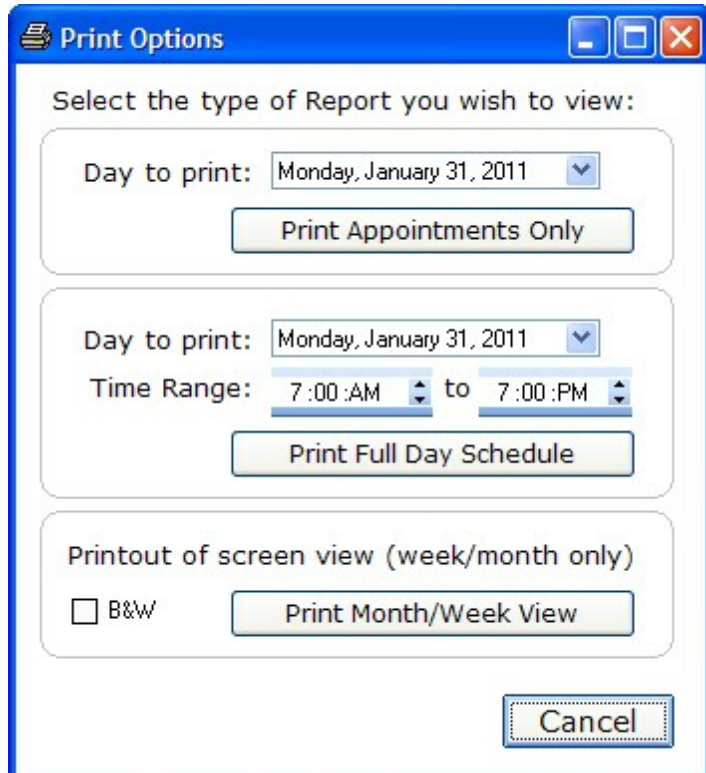 Print Options
Select the type of Report you wish to view:
Day to print: Monday, January 31, 2011
Print Appointments Only
Day to print: Monday, January 31, 2011
Time Range: 7:00:AM to 7:00:PM
Print Full Day Schedule
Printout of screen view (week/month only)
B&W Print Month/Week View
Cancel